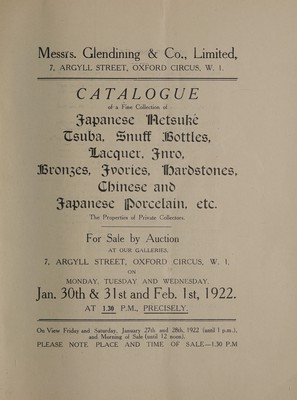 Messrs. Glendining & Co., Limited,
7, ARGYLL STREET, OXFORD CIRCUS, W. 1.
CATALOGUE
of a Fine Collection of
Japanese Netsuké
Tsuba, Snuff Bottles,
Lacquer, Inro,
Bronzes, Ivories, Hardstones,
Chinese and
Japanese Porcelain, etc.
The Properties of Private Collectors.
For Sale by Auction
AT OUR GALLERIES,
7, ARGYLL STREET, OXFORD CIRCUS, W. 1.
ON
MONDAY, TUESDAY AND WEDNESDAY,
Jan. 30th & 31st and Feb. 1st, 1922.
AT 1.30 P.M., PRECISELY.
On View Friday and Saturday, January 27th and 28th, 1922 (until 1 p.m.),
and Morning of Sale (until 12 noon).
PLEASE NOTE PLACE AND TIME OF SALE.—1.30 P.M